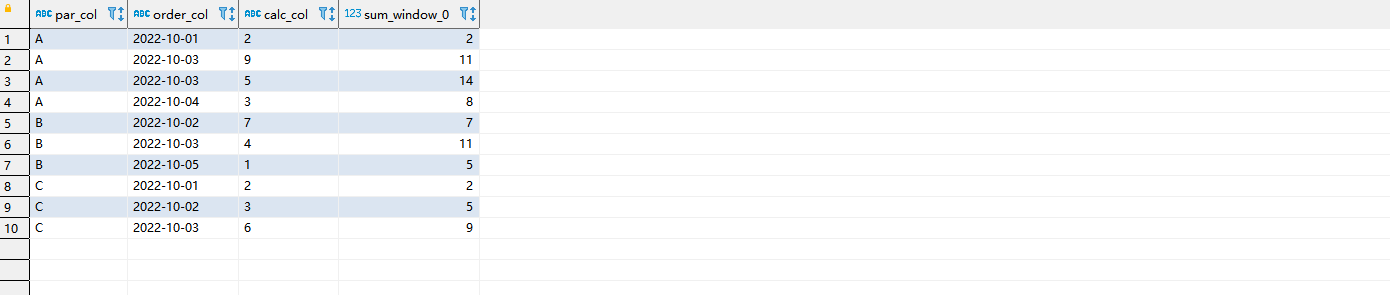 ABC par_col ABC order_col ABC calc_col 123 sum_window_0
1 A 2022-10-01 2 2
2 A 2022-10-03 9 11
3 A 2022-10-03 5 14
4 A 2022-10-04 3 8
5 B 2022-10-02 7 7
6 B 2022-10-03 4 11
7 B 2022-10-05 1 5
8 C 2022-10-01 2 2
9 C 2022-10-02 3 5
10 C 2022-10-03 6 9